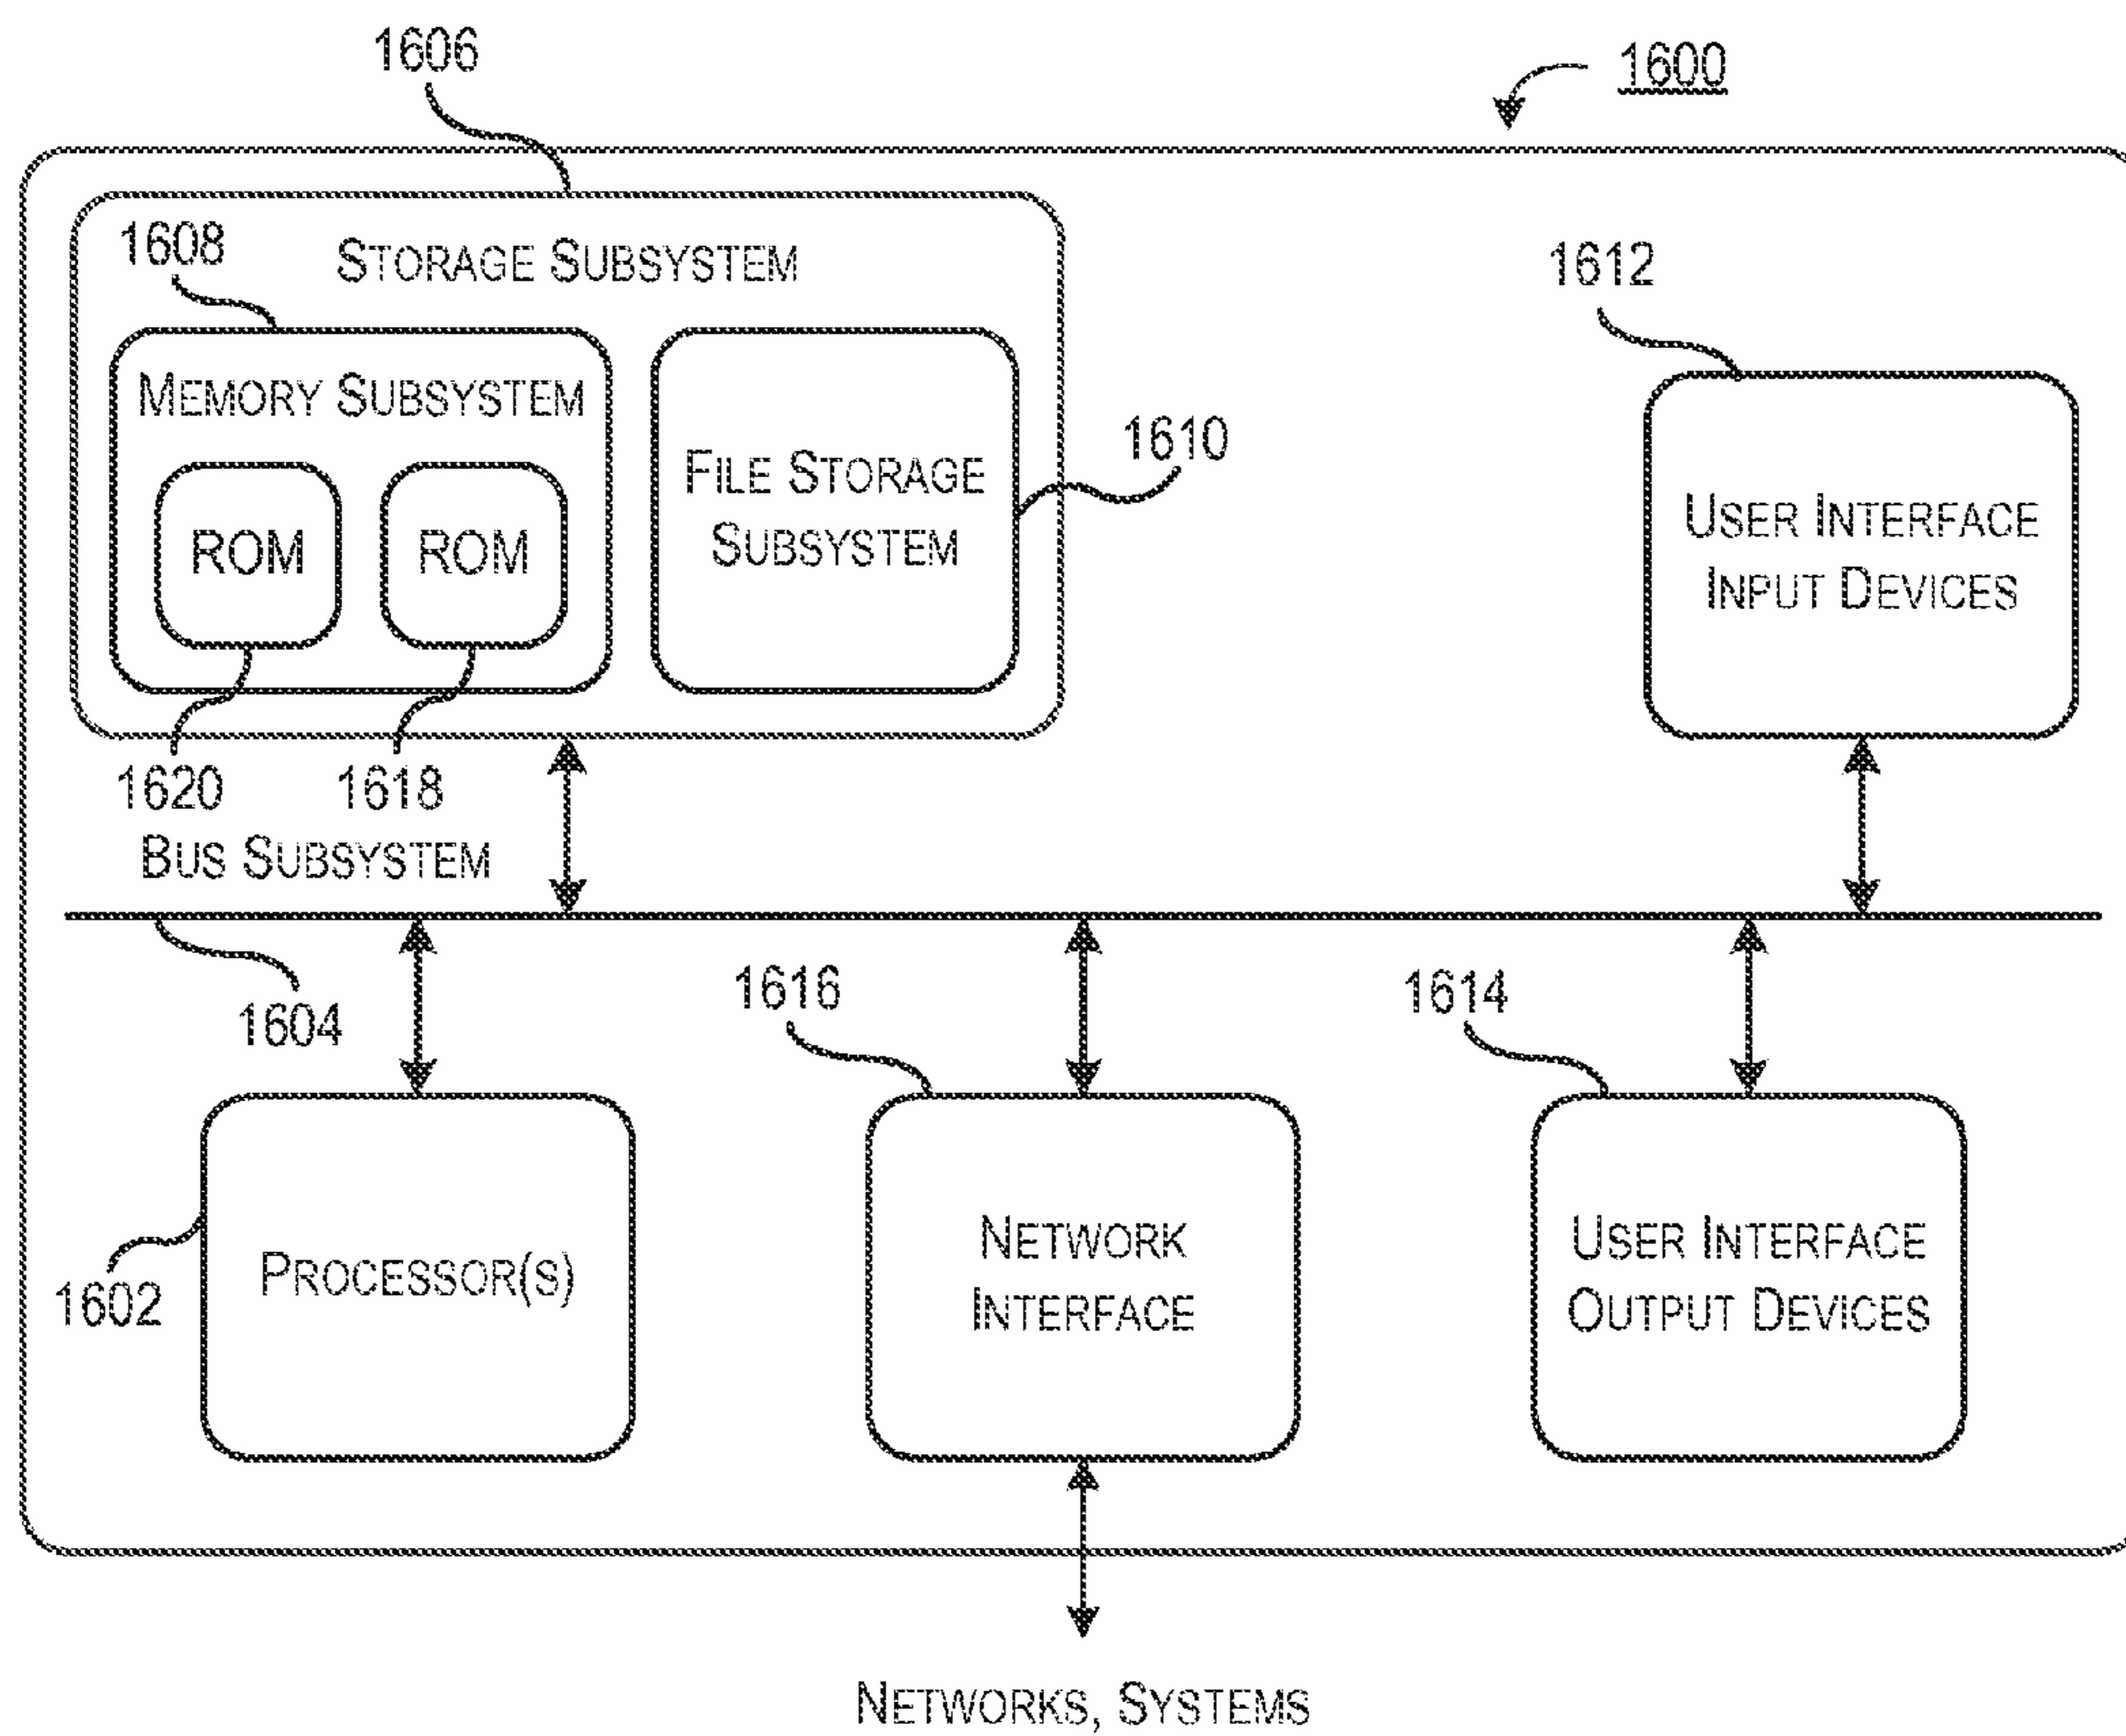 1606
1600
1608
STORAGE SUBSYSTEM
1612
MEMORY SUBSYSTEM
1610
FILE STORAGE
SUBSYSTEM
ROM
ROM
USER INTERFACE
INPUT DEVICES
1620
1618
BUS SUBSYSTEM
1604
1616
1614
1602
PROCESSOR(S)
NETWORK
INTERFACE
USER INTERFACE
OUTPUT DEVICES
NETWORKS, SYSTEMS